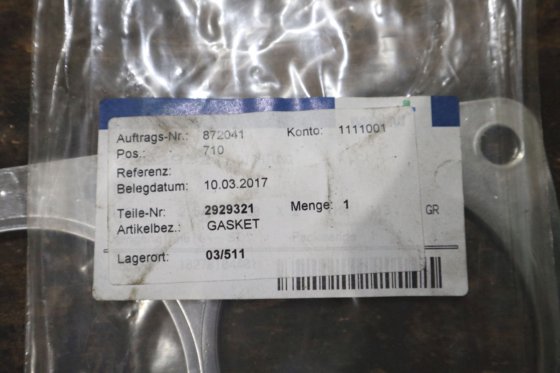 Auftrags-Nr.: 872041 Konto: 1111001
Pos.: 710
Referenz:
Belegdatum: 10.03.2017
Teile-Nr: 2929321 Menge: 1 GR
Artikelbez.: GASKET
Lagerort: 03/511